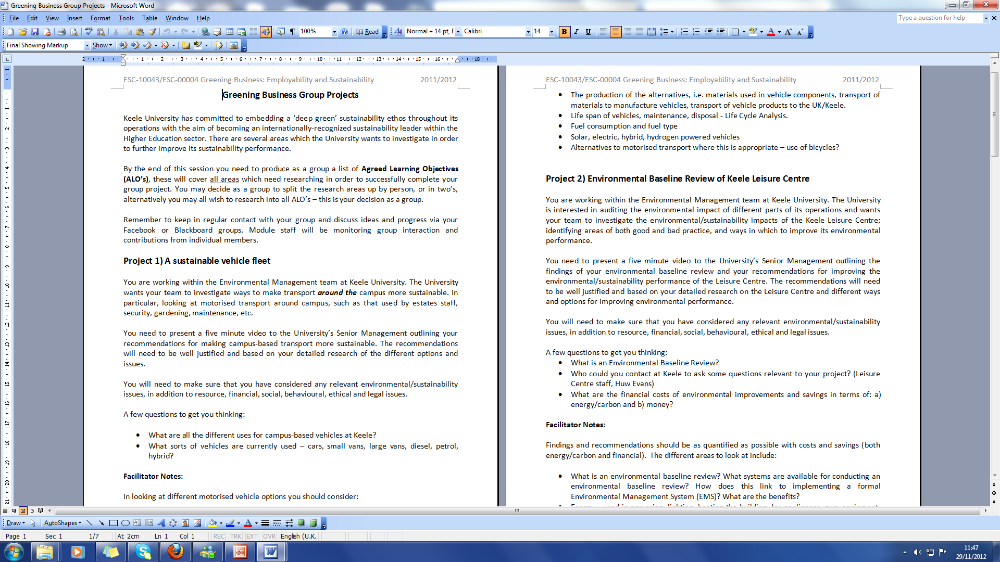 Greening Business Group Projects - Microsoft Word
File Edit View Insert Format Tools Table Window Help
Type a question for help
100% Read Normal + 14 pt, E Calibri 14 B I U
Final Showing Markup Show
2 1 1 2 3 4 5 6 7 8 9 10 11 12 13 14 15 16 18
ESC-10043/ESC-00004 Greening Business: Employability and Sustainability 2011/2012
Greening Business Group Projects
Keele University has committed to embedding a ‘deep green’ sustainability ethos throughout its
operations with the aim of becoming an internationally-recognized sustainability leader within the
Higher Education sector. There are several areas which the University wants to investigate in order
to further improve its sustainability performance.
By the end of this session you need to produce as a group a list of Agreed Learning Objectives
(ALO’s), these will cover all areas which need researching in order to successfully complete your
group project. You may decide as a group to split the research areas up by person, or in two’s,
alternatively you may all wish to research into all ALO’s – this is your decision as a group.
Remember to keep in regular contact with your group and discuss ideas and progress via your
Facebook or Blackboard groups. Module staff will be monitoring group interaction and
contributions from individual members.
Project 1) A sustainable vehicle fleet
You are working within the Environmental Management team at Keele University. The University
wants your team to investigate ways to make transport around the campus more sustainable. In
particular, looking at motorised transport around campus, such as that used by estates staff,
security, gardening, maintenance, etc.
You need to present a five minute video to the University’s Senior Management outlining your
recommendations for making campus-based transport more sustainable. The recommendations
will need to be well justified and based on your detailed research of the different options and
issues.
You will need to make sure that you have considered any relevant environmental/sustainability
issues, in addition to resource, financial, social, behavioural, ethical and legal issues.
A few questions to get you thinking:
• What are all the different uses for campus-based vehicles at Keele?
• What sorts of vehicles are currently used – cars, small vans, large vans, diesel, petrol,
hybrid?
Facilitator Notes:
In looking at different motorised vehicle options you should consider:
ESC-10043/ESC-00004 Greening Business: Employability and Sustainability 2011/2012
• The production of the alternatives, i.e. materials used in vehicle components, transport of
materials to manufacture vehicles, transport of vehicle products to the UK/Keele.
• Life span of vehicles, maintenance, disposal - Life Cycle Analysis.
• Fuel consumption and fuel type
• Solar, electric, hybrid, hydrogen powered vehicles
• Alternatives to motorised transport where this is appropriate – use of bicycles?
Project 2) Environmental Baseline Review of Keele Leisure Centre
You are working within the Environmental Management team at Keele University. The University
is interested in auditing the environmental impact of different parts of its operations and wants
your team to investigate the environmental/sustainability impacts of the Keele Leisure Centre;
identifying areas of both good and bad practice, and ways in which to improve its environmental
performance.
You need to present a five minute video to the University’s Senior Management outlining the
findings of your environmental baseline review and your recommendations for improving the
environmental/sustainability performance of the Leisure Centre. The recommendations will need
to be well justified and based on your detailed research on the Leisure Centre and different ways
and options for improving environmental performance.
You will need to make sure that you have considered any relevant environmental/sustainability
issues, in addition to resource, financial, social, behavioural, ethical and legal issues.
A few questions to get you thinking:
• What is an Environmental Baseline Review?
• Who could you contact at Keele to ask some questions relevant to your project? (Leisure
Centre staff, Huw Evans)
• What are the financial costs of environmental improvements and savings in terms of: a)
energy/carbon and b) money?
Facilitator Notes:
Findings and recommendations should be as quantified as possible with costs and savings (both
energy/carbon and financial). The different areas to look at include:
• What is an environmental baseline review? What systems are available for conducting an
environmental baseline review? How does this link to implementing a formal
Environmental Management System (EMS)? What are the benefits?
Draw AutoShapes
Page 1 Sec 1 1/7 At 2cm Ln 1 Col 1 REC TRK EXT OVR English (U.K.
11:47
29/11/2012